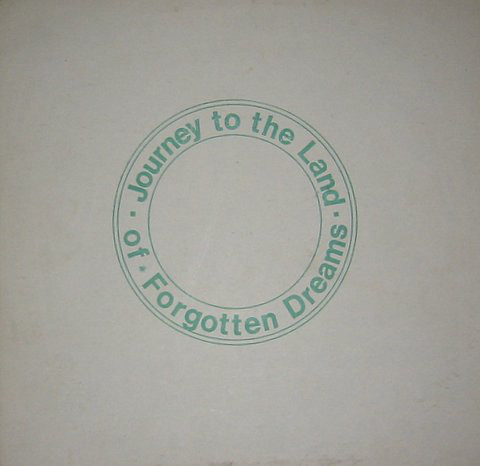 · Journey to the Land ·
of · Forgotten Dreams